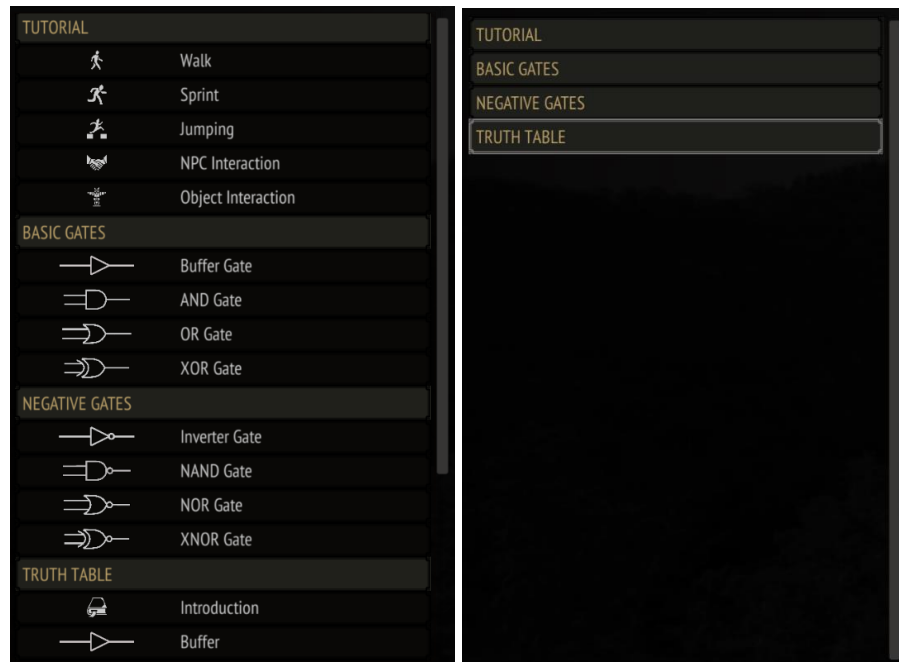 TUTORIAL
Walk
Sprint
Jumping
NPC Interaction
Object Interaction
BASIC GATES
Buffer Gate
AND Gate
OR Gate
XOR Gate
NEGATIVE GATES
Inverter Gate
NAND Gate
NOR Gate
XNOR Gate
TRUTH TABLE
Introduction
Buffer
TUTORIAL
BASIC GATES
NEGATIVE GATES
TRUTH TABLE